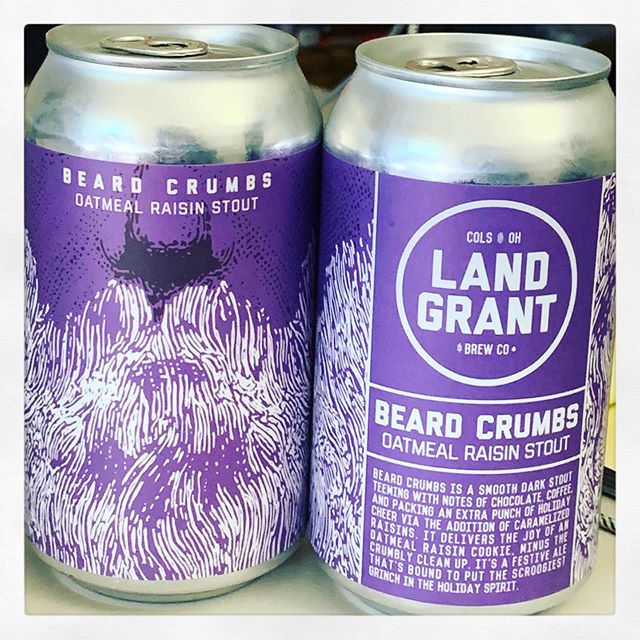 BEARD CRUMBS
OATMEAL RAISIN STOUT
COLS OH
LAND
GRANT
BREW CO
BEARD CRUMBS
OATMEAL RAISIN STOUT
BEARD CRUMBS IS A SMOOTH DARK STOUT
TEEMING WITH NOTES OF CHOCOLATE, COFFEE,
AND PACKING AN EXTRA PUNCH OF HOLIDAY
CHEER VIA THE ADDITION OF CARAMELIZED
RAISINS. IT DELIVERS THE JOY OF AN
OATMEAL RAISIN COOKIE, MINUS THE
CRUMBLY CLEAN UP. IT'S A FESTIVE ALE
THAT'S BOUND TO PUT THE SCROOGIEST
GRINCH IN THE HOLIDAY SPIRIT.